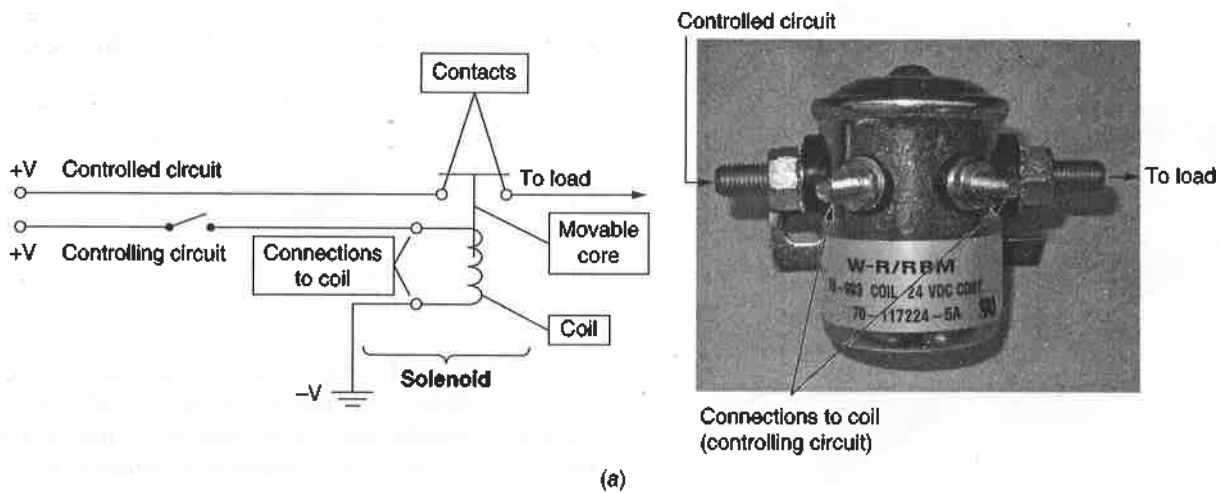 Contacts
+V Controlled circuit
To load
+V Controlling circuit
Connections
to coil
Movable
core
Coil
Solenoid
–V
Controlled circuit
To load
W-R/RBM
COIL 24 VDC
70-117224-5A
Connections to coil
(controlling circuit)
(a)